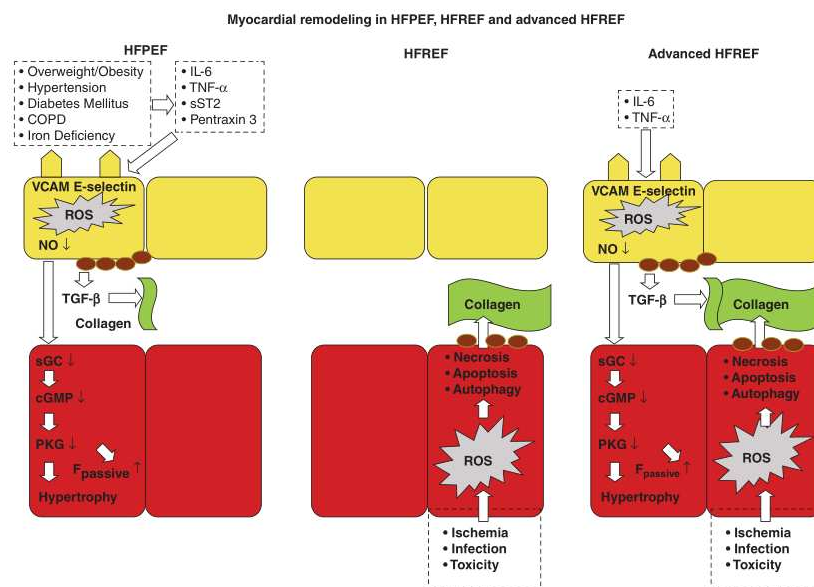 Myocardial remodeling in HFPEF, HFREF and advanced HFREF
HFPEF
• Overweight/Obesity
• Hypertension
• Diabetes Mellitus
• COPD
• Iron Deficiency
• IL-6
• TNF-α
• sST2
• Pentraxin 3
VCAM E-selectin
ROS
NO ↓
TGF-β
Collagen
sGC ↓
cGMP ↓
PKG ↓
Fpassive ↑
Hypertrophy
HFREF
Collagen
• Necrosis
• Apoptosis
• Autophagy
ROS
• Ischemia
• Infection
• Toxicity
Advanced HFREF
• IL-6
• TNF-α
VCAM E-selectin
ROS
NO ↓
TGF-β
Collagen
sGC ↓
cGMP ↓
PKG ↓
Fpassive ↑
Hypertrophy
• Necrosis
• Apoptosis
• Autophagy
ROS
• Ischemia
• Infection
• Toxicity